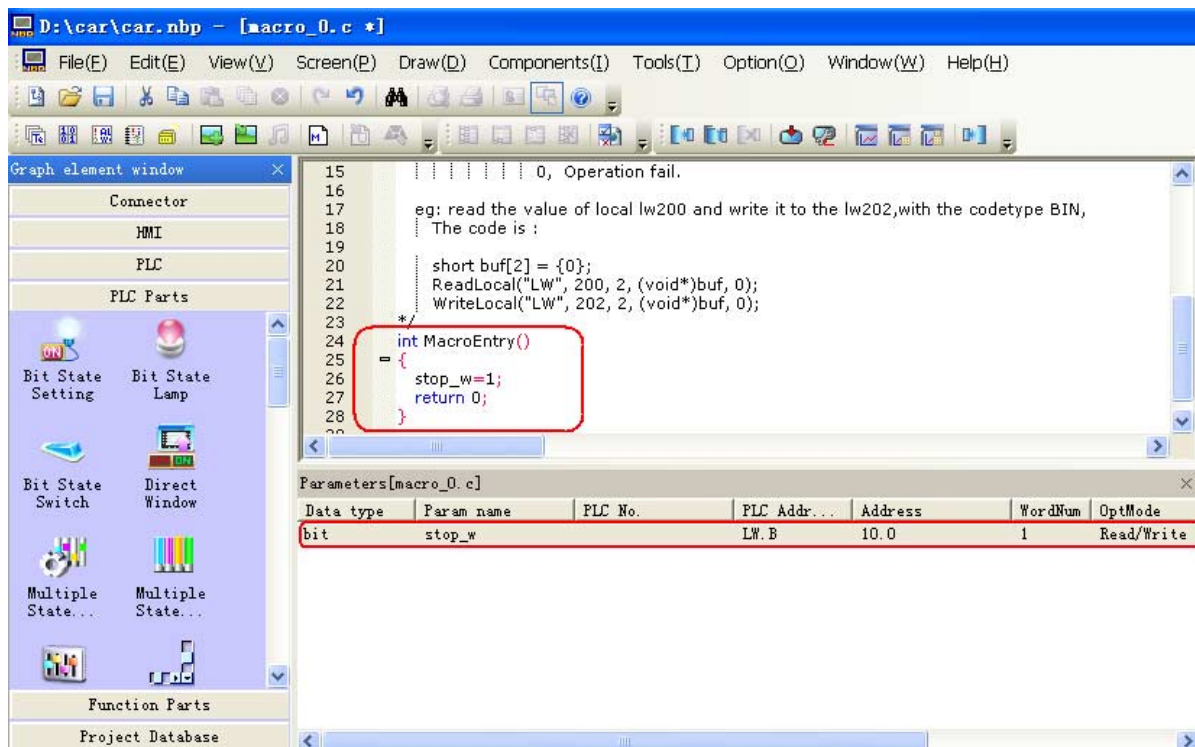 D:\car\car.nbp - [macro_0.c *]
File(F) Edit(E) View(V) Screen(P) Draw(D) Components(I) Tools(T) Option(O) Window(W) Help(H)
Graph element window
Connector
HMI
PLC
PLC Parts
Bit State Setting
Bit State Lamp
Bit State Switch
Direct Window
Multiple State...
Multiple State...
Function Parts
Project Database
15 0, Operation fail.
16
17 eg: read the value of local lw200 and write it to the lw202,with the codetype BIN,
18 The code is :
19
20 short buf[2] = {0};
21 ReadLocal("LW", 200, 2, (void*)buf, 0);
22 WriteLocal("LW", 202, 2, (void*)buf, 0);
23 */
24 int MacroEntry()
25 {
26 stop_w=1;
27 return 0;
28 }
Parameters[macro_0.c]
Data type Param name PLC No. PLC Addr... Address WordNum OptMode
bit stop_w LW.B 10.0 1 Read/Write